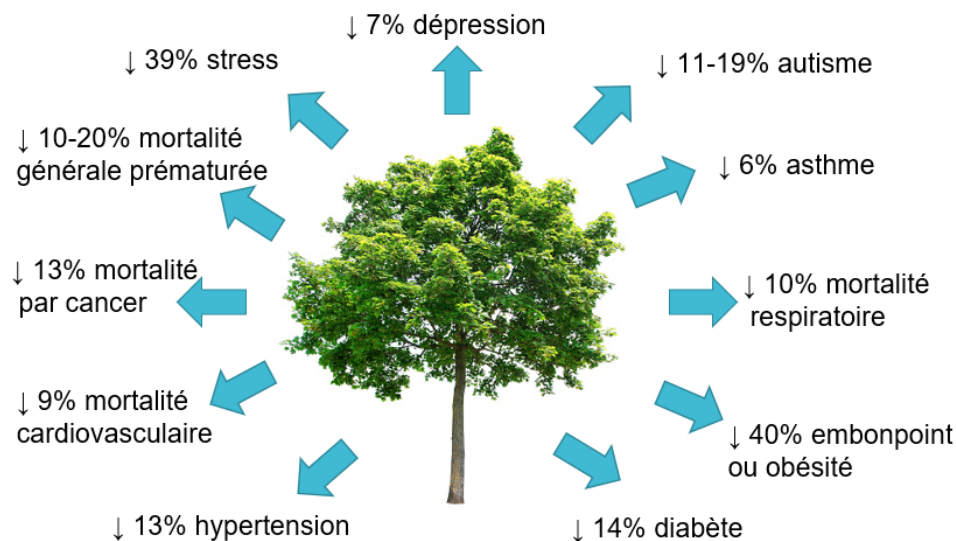 ↓ 7% dépression
↓ 39% stress
↓ 11-19% autisme
↓ 10-20% mortalité
générale prématurée
↓ 6% asthme
↓ 13% mortalité
par cancer
↓ 10% mortalité
respiratoire
↓ 9% mortalité
cardiovasculaire
↓ 40% embonpoint
ou obésité
↓ 13% hypertension
↓ 14% diabète